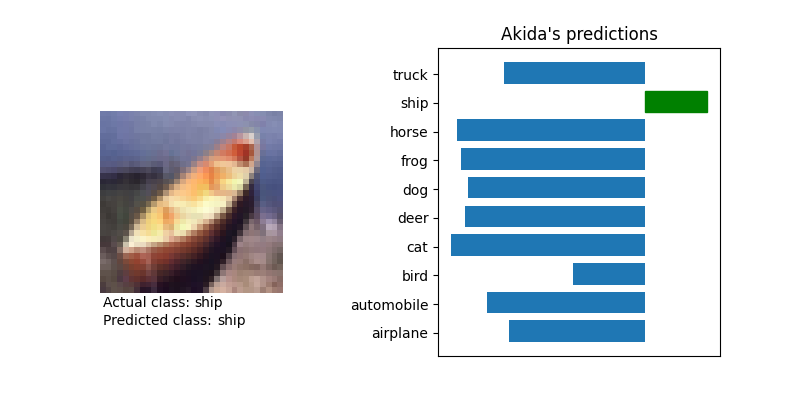 Akida's predictions
truck
ship
horse
frog
dog
deer
cat
bird
automobile
airplane
Actual class: ship
Predicted class: ship